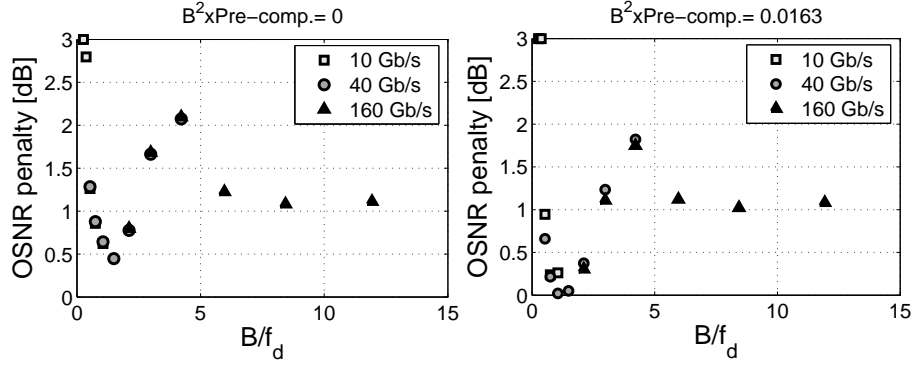 B²xPre−comp.= 0
OSNR penalty [dB]
3
2.5
2
1.5
1
0.5
0
0 5 10 15
B/f_d
10 Gb/s
40 Gb/s
160 Gb/s
B²xPre−comp.= 0.0163
OSNR penalty [dB]
3
2.5
2
1.5
1
0.5
0
0 5 10 15
B/f_d
10 Gb/s
40 Gb/s
160 Gb/s